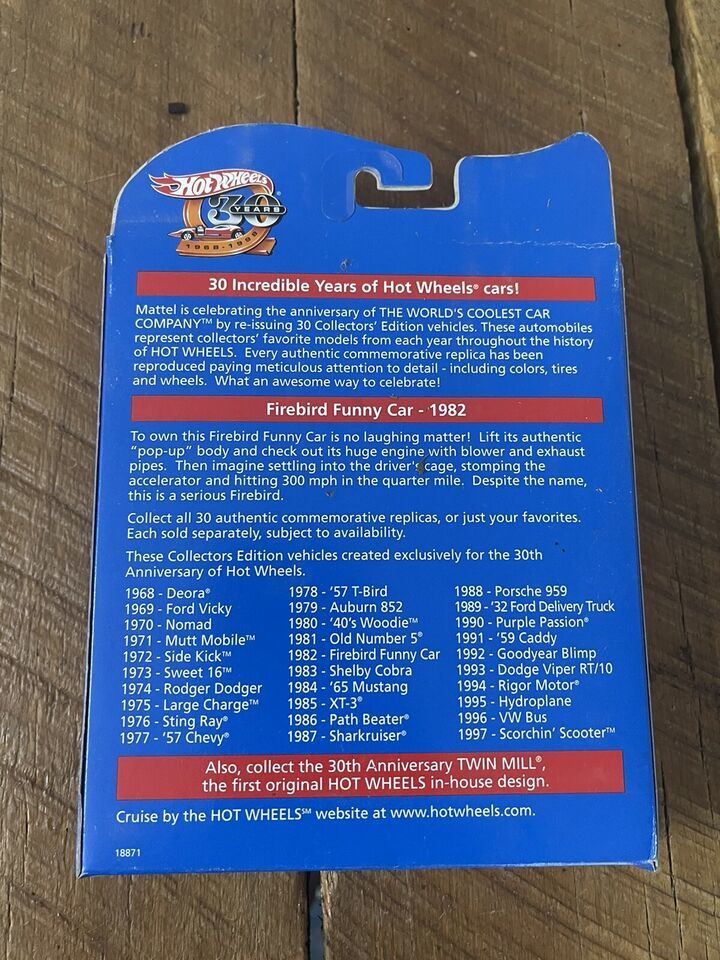 HOT WHEELS®
30
YEARS
1968-1998
30 Incredible Years of Hot Wheels® cars!
Mattel is celebrating the anniversary of THE WORLD'S COOLEST CAR
COMPANY™ by re-issuing 30 Collectors' Edition vehicles. These automobiles
represent collectors' favorite models from each year throughout the history
of HOT WHEELS. Every authentic commemorative replica has been
reproduced paying meticulous attention to detail - including colors, tires
and wheels. What an awesome way to celebrate!
Firebird Funny Car - 1982
To own this Firebird Funny Car is no laughing matter! Lift its authentic
"pop-up" body and check out its huge engine with blower and exhaust
pipes. Then imagine settling into the driver's cage, stomping the
accelerator and hitting 300 mph in the quarter mile. Despite the name,
this is a serious Firebird.
Collect all 30 authentic commemorative replicas, or just your favorites.
Each sold separately, subject to availability.
These Collectors Edition vehicles created exclusively for the 30th
Anniversary of Hot Wheels.
1968 - Deora®
1969 - Ford Vicky
1970 - Nomad
1971 - Mutt Mobile™
1972 - Side Kick™
1973 - Sweet 16™
1974 - Rodger Dodger
1975 - Large Charge™
1976 - Sting Ray®
1977 - '57 Chevy®
1978 - '57 T-Bird
1979 - Auburn 852
1980 - '40's Woodie™
1981 - Old Number 5®
1982 - Firebird Funny Car
1983 - Shelby Cobra
1984 - '65 Mustang
1985 - XT-3®
1986 - Path Beater®
1987 - Sharkruiser®
1988 - Porsche 959
1989 - '32 Ford Delivery Truck
1990 - Purple Passion®
1991 - '59 Caddy
1992 - Goodyear Blimp
1993 - Dodge Viper RT/10
1994 - Rigor Motor®
1995 - Hydroplane
1996 - VW Bus
1997 - Scorchin' Scooter™
Also, collect the 30th Anniversary TWIN MILL®,
the first original HOT WHEELS in-house design.
Cruise by the HOT WHEELS℠ website at www.hotwheels.com.
18871